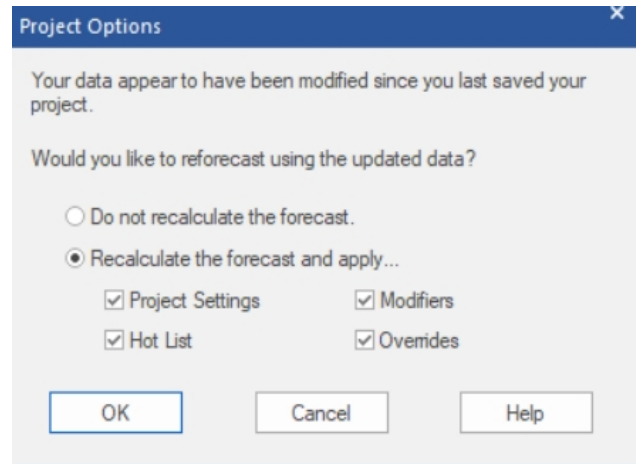 Project Options
Your data appear to have been modified since you last saved your
project.
Would you like to reforecast using the updated data?
Do not recalculate the forecast.
Recalculate the forecast and apply...
Project Settings
Modifiers
Hot List
Overrides
OK
Cancel
Help